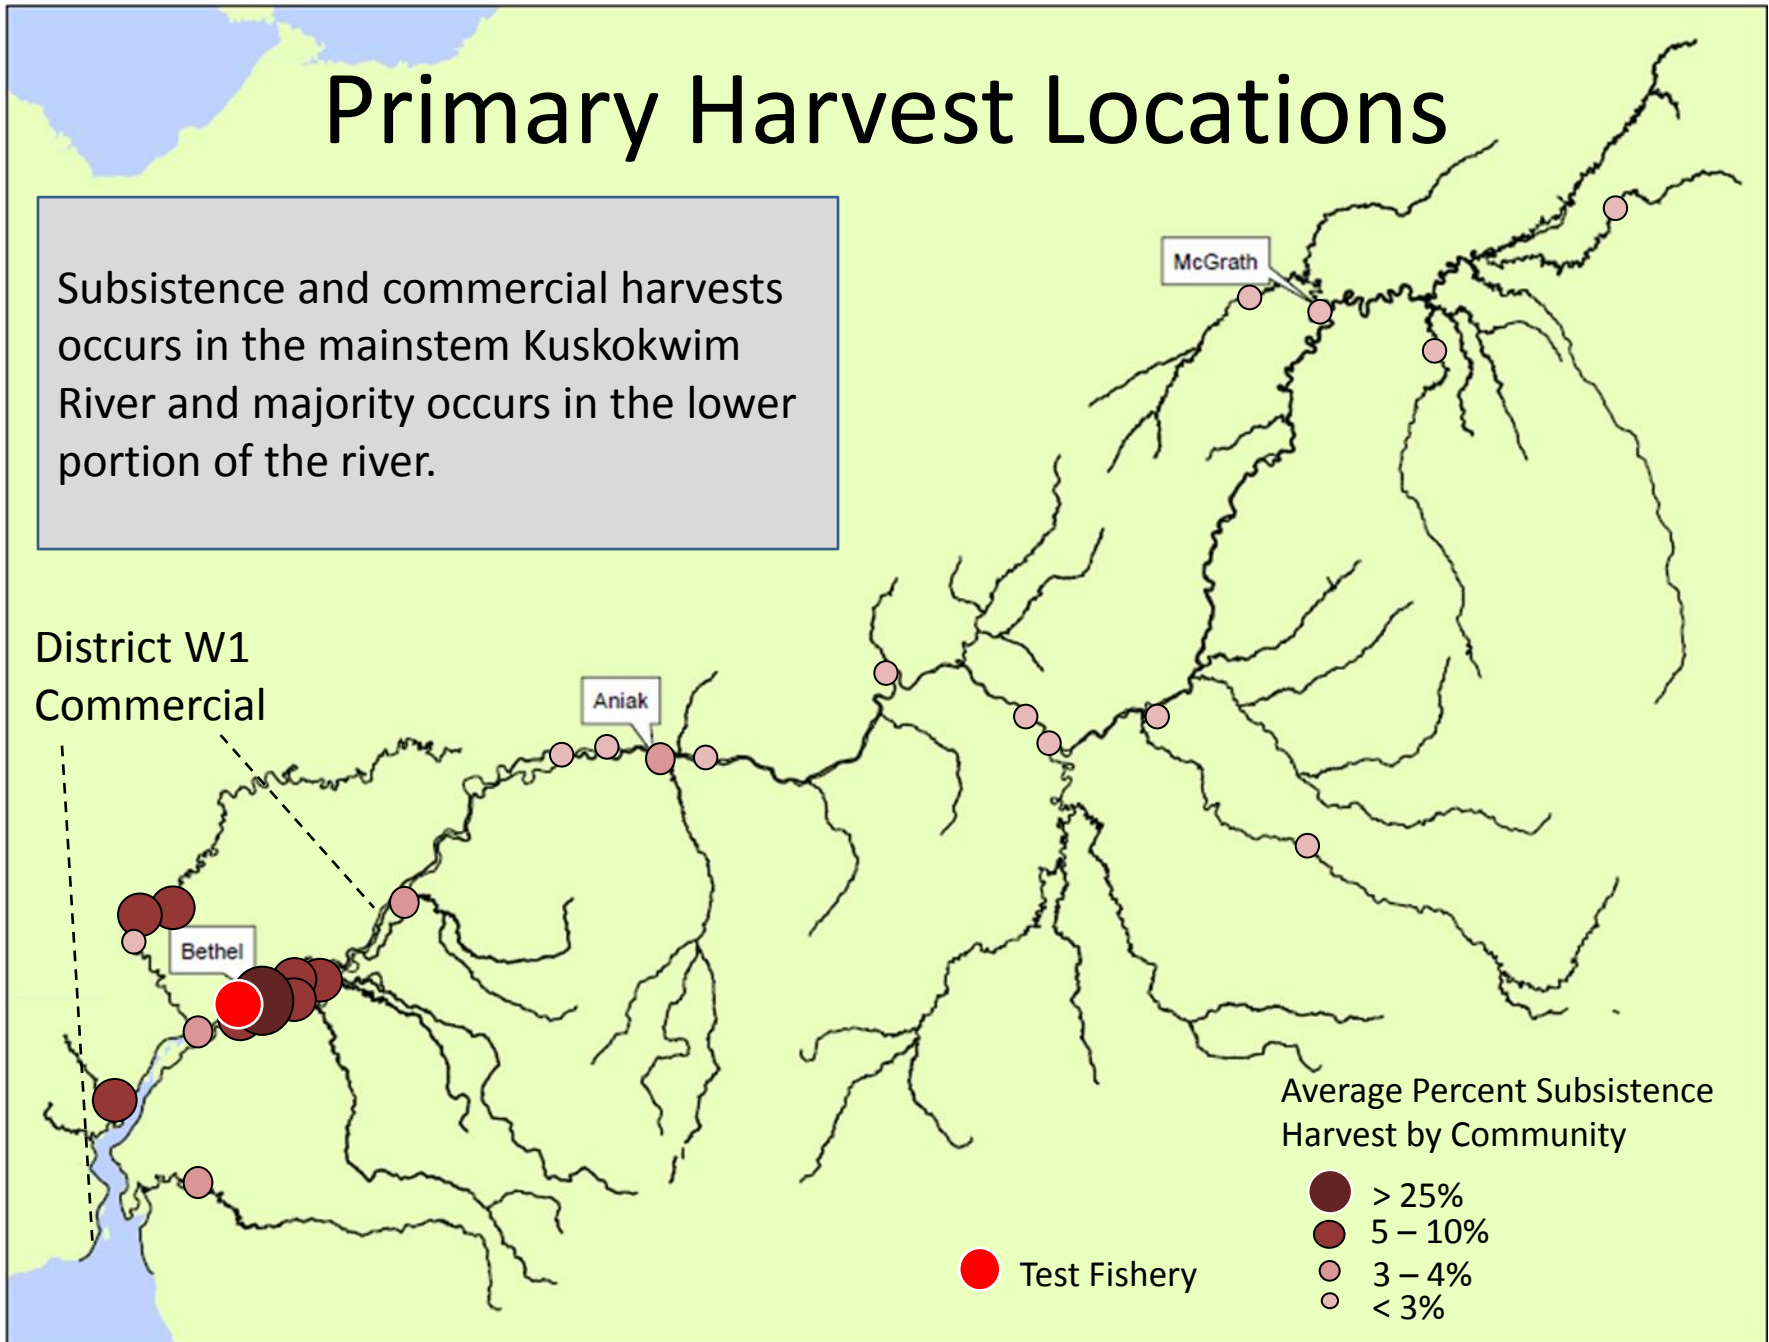 Primary Harvest Locations
Subsistence and commercial harvests
occurs in the mainstem Kuskokwim
River and majority occurs in the lower
portion of the river.
McGrath
District W1
Commercial
Aniak
Bethel
Average Percent Subsistence
Harvest by Community
> 25%
5 – 10%
3 – 4%
< 3%
Test Fishery